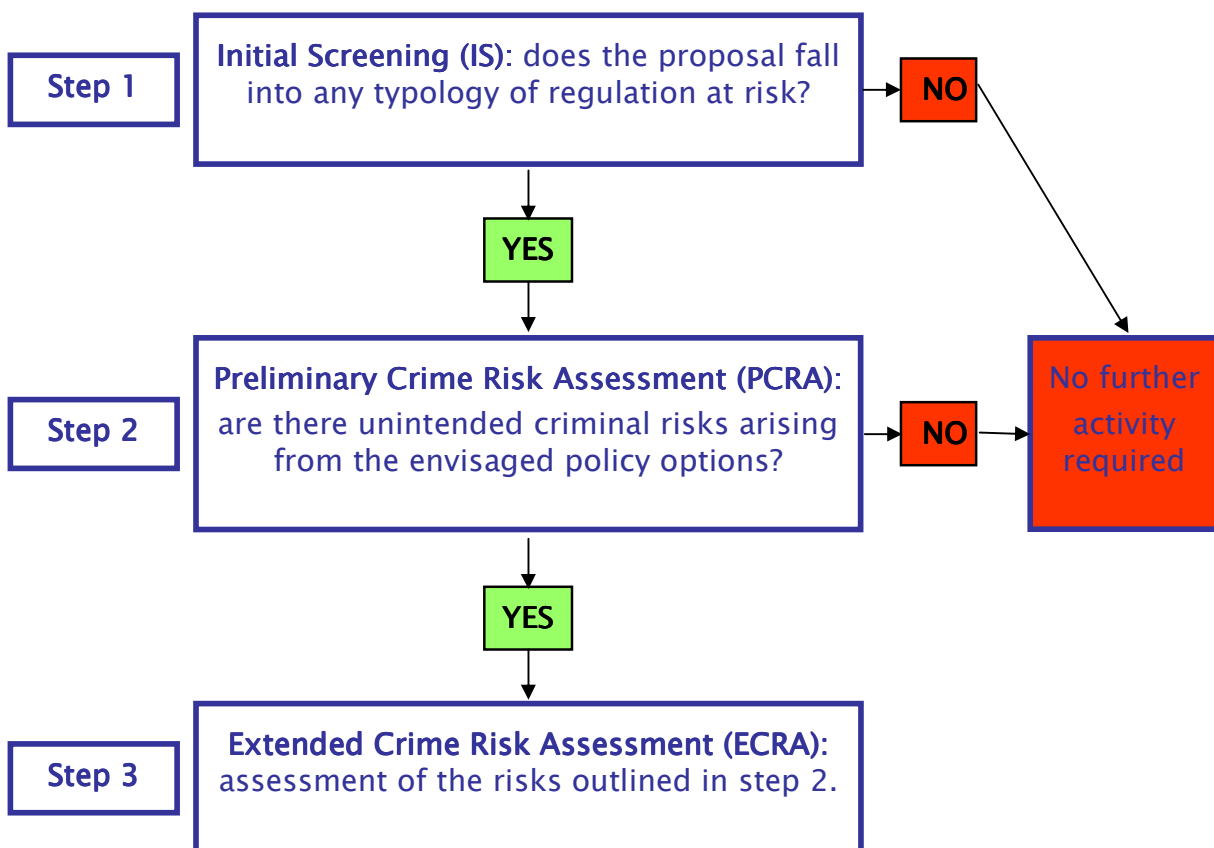 Step 1
Initial Screening (IS): does the proposal fall
into any typology of regulation at risk?
NO
YES
Step 2
Preliminary Crime Risk Assessment (PCRA):
are there unintended criminal risks arising
from the envisaged policy options?
NO
No further
activity
required
YES
Step 3
Extended Crime Risk Assessment (ECRA):
assessment of the risks outlined in step 2.